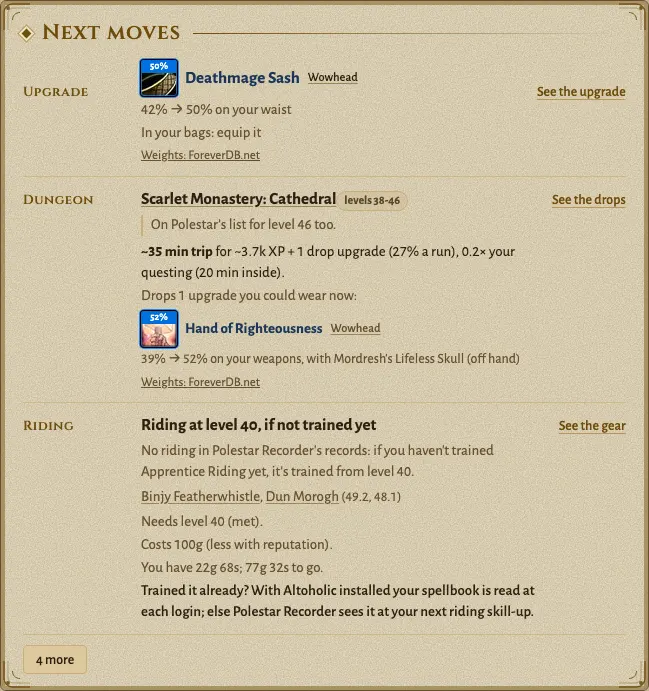 NEXT MOVES
UPGRADE
50%
Deathmage Sash Wowhead
See the upgrade
42% → 50% on your waist
In your bags: equip it
Weights: ForeverDB.net
DUNGEON
Scarlet Monastery: Cathedral levels 38-46
See the drops
On Polestar's list for level 46 too.
~35 min trip for ~3.7k XP + 1 drop upgrade (27% a run), 0.2× your
questing (20 min inside).
Drops 1 upgrade you could wear now:
52%
Hand of Righteousness Wowhead
39% → 52% on your weapons, with Mordresh's Lifeless Skull (off hand)
Weights: ForeverDB.net
RIDING
Riding at level 40, if not trained yet
See the gear
No riding in Polestar Recorder's records: if you haven't trained
Apprentice Riding yet, it's trained from level 40.
Binjy Featherwhistle, Dun Morogh (49.2, 48.1)
Needs level 40 (met).
Costs 100g (less with reputation).
You have 22g 68s; 77g 32s to go.
Trained it already? With Altoholic installed your spellbook is read at
each login; else Polestar Recorder sees it at your next riding skill-up.
4 more